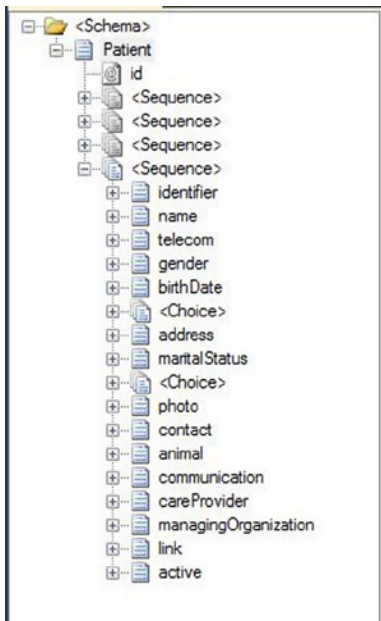 <Schema>
Patient
id
<Sequence>
<Sequence>
<Sequence>
<Sequence>
identifier
name
telecom
gender
birthDate
<Choice>
address
maritalStatus
<Choice>
photo
contact
animal
communication
careProvider
managingOrganization
link
active